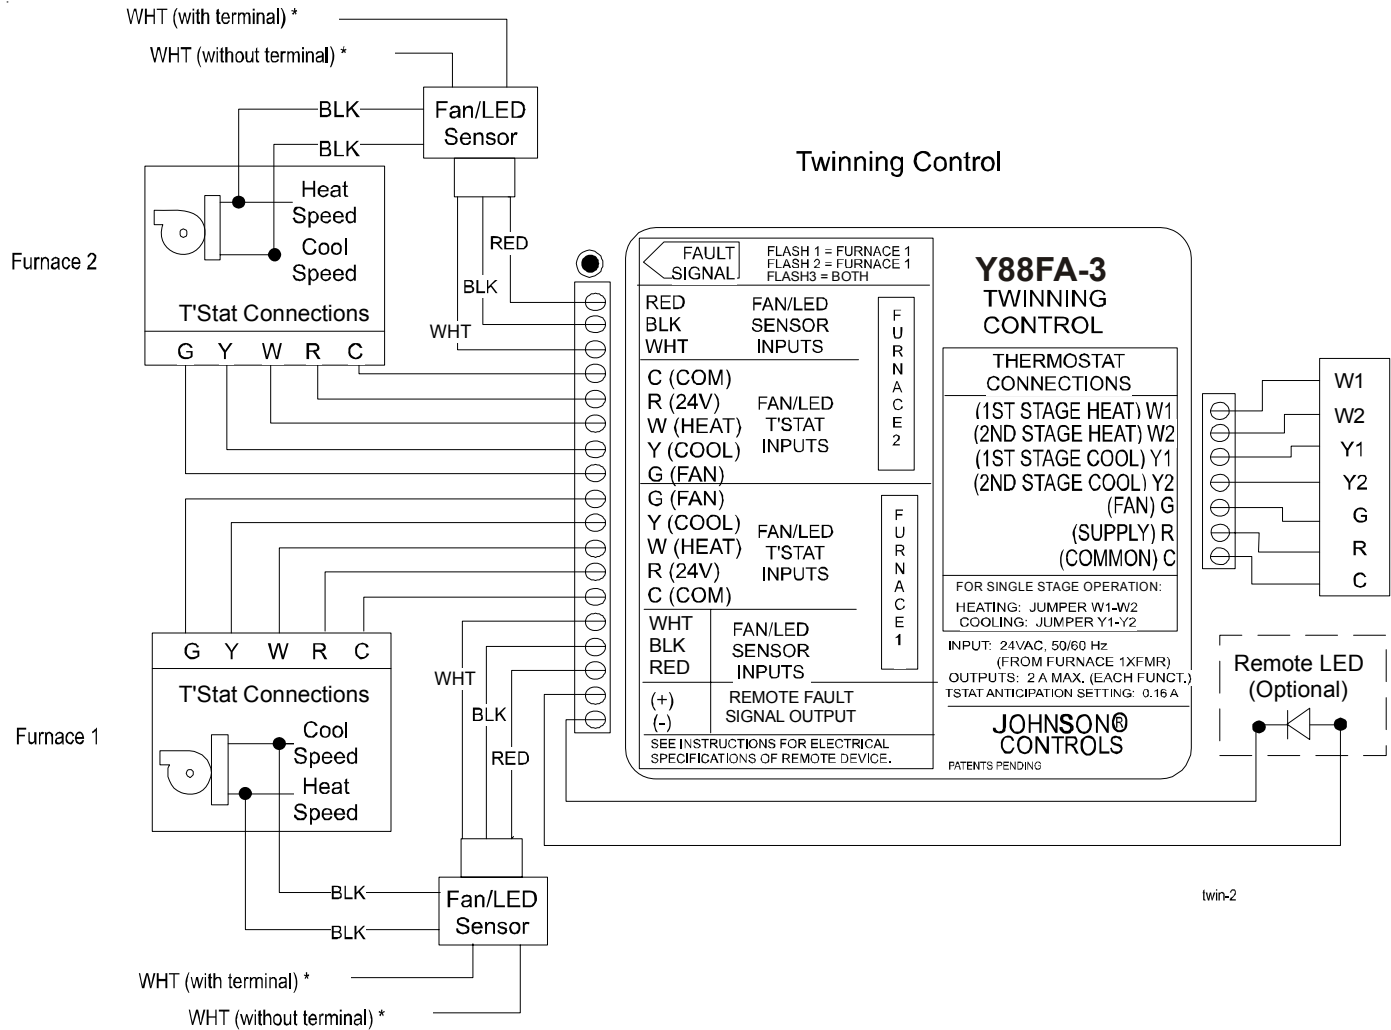 WHT (with terminal) *
WHT (without terminal) *
BLK
BLK
Fan/LED
Sensor
Heat
Speed
Cool
Speed
Furnace 2
T'Stat Connections
G Y W R C
RED
BLK
WHT
Twinning Control
FAULT
SIGNAL
FLASH 1 = FURNACE 1
FLASH 2 = FURNACE 1
FLASH3 = BOTH
RED
BLK
WHT
FAN/LED
SENSOR
INPUTS
C (COM)
R (24V)
W (HEAT)
Y (COOL)
G (FAN)
FAN/LED
T'STAT
INPUTS
FURNACE2
G (FAN)
Y (COOL)
W (HEAT)
R (24V)
C (COM)
FAN/LED
T'STAT
INPUTS
WHT
BLK
RED
FAN/LED
SENSOR
INPUTS
FURNACE1
(+)
(-)
REMOTE FAULT
SIGNAL OUTPUT
SEE INSTRUCTIONS FOR ELECTRICAL
SPECIFICATIONS OF REMOTE DEVICE.
Y88FA-3
TWINNING
CONTROL
THERMOSTAT
CONNECTIONS
(1ST STAGE HEAT) W1
(2ND STAGE HEAT) W2
(1ST STAGE COOL) Y1
(2ND STAGE COOL) Y2
(FAN) G
(SUPPLY) R
(COMMON) C
FOR SINGLE STAGE OPERATION:
HEATING: JUMPER W1-W2
COOLING: JUMPER Y1-Y2
INPUT: 24VAC, 50/60 Hz
(FROM FURNACE 1XFMR)
OUTPUTS: 2 A MAX. (EACH FUNCT.)
TSTAT ANTICIPATION SETTING: 0.16 A
JOHNSON®
CONTROLS
PATENTS PENDING
W1
W2
Y1
Y2
G
R
C
Remote LED
(Optional)
G Y W R C
T'Stat Connections
Furnace 1
Cool
Speed
Heat
Speed
WHT
BLK
RED
BLK
BLK
Fan/LED
Sensor
WHT (with terminal) *
WHT (without terminal) *
twin-2